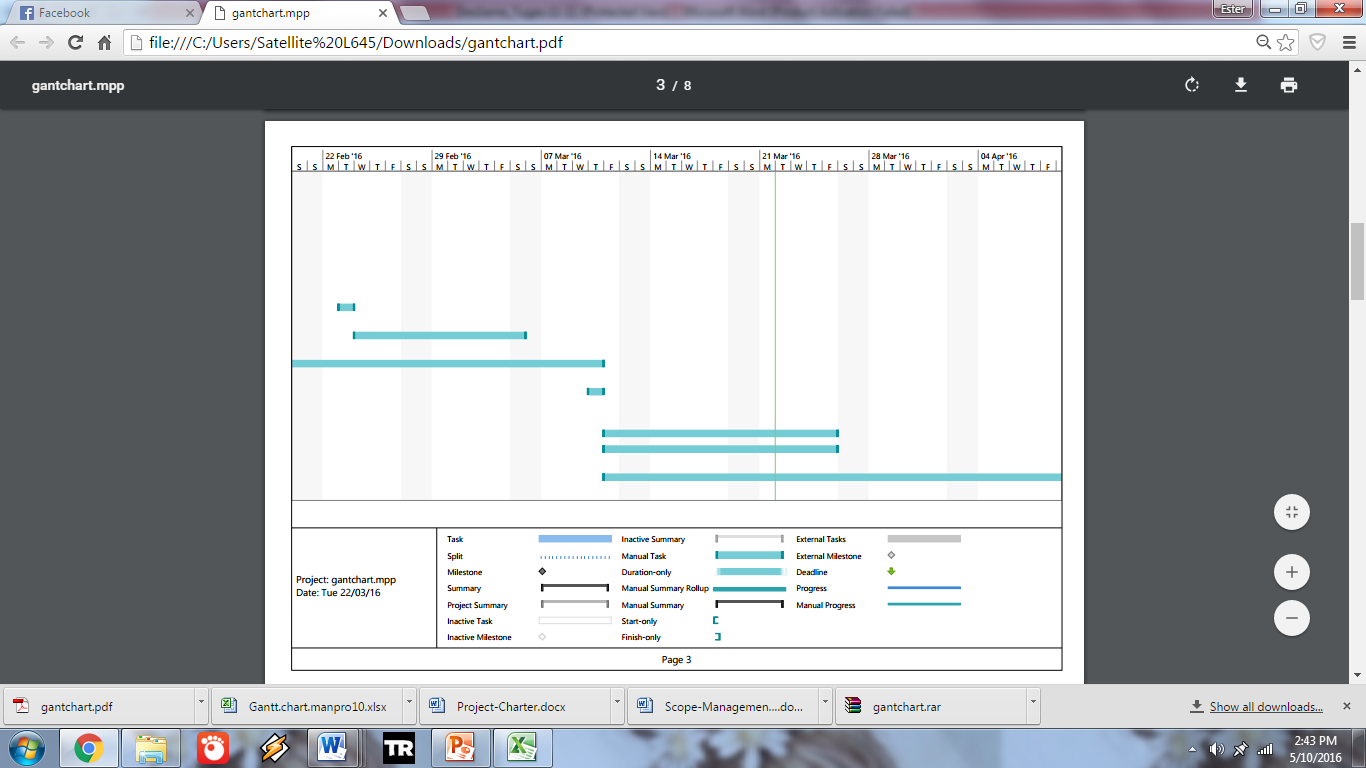 Facebook
gantchart.mpp
Ester
file:///C:/Users/Satellite%20L645/Downloads/gantchart.pdf
gantchart.mpp
3 / 8
22 Feb '16 29 Feb '16 07 Mar '16 14 Mar '16 21 Mar '16 28 Mar '16 04 Apr '16
S S M T W T F S S M T W T F S S M T W T F S S M T W T F S S M T W T F S S M T W T F S S M T W T F
Task Inactive Summary External Tasks
Split Manual Task External Milestone
Milestone Duration-only Deadline
Summary Manual Summary Rollup Progress
Project Summary Manual Summary Manual Progress
Inactive Task Start-only
Inactive Milestone Finish-only
Project: gantchart.mpp
Date: Tue 22/03/16
Page 3
gantchart.pdf
Gantt.chart.manpro10.xlsx
Project-Charter.docx
Scope-Managemen....do...
gantchart.rar
Show all downloads...
TR
2:43 PM
5/10/2016